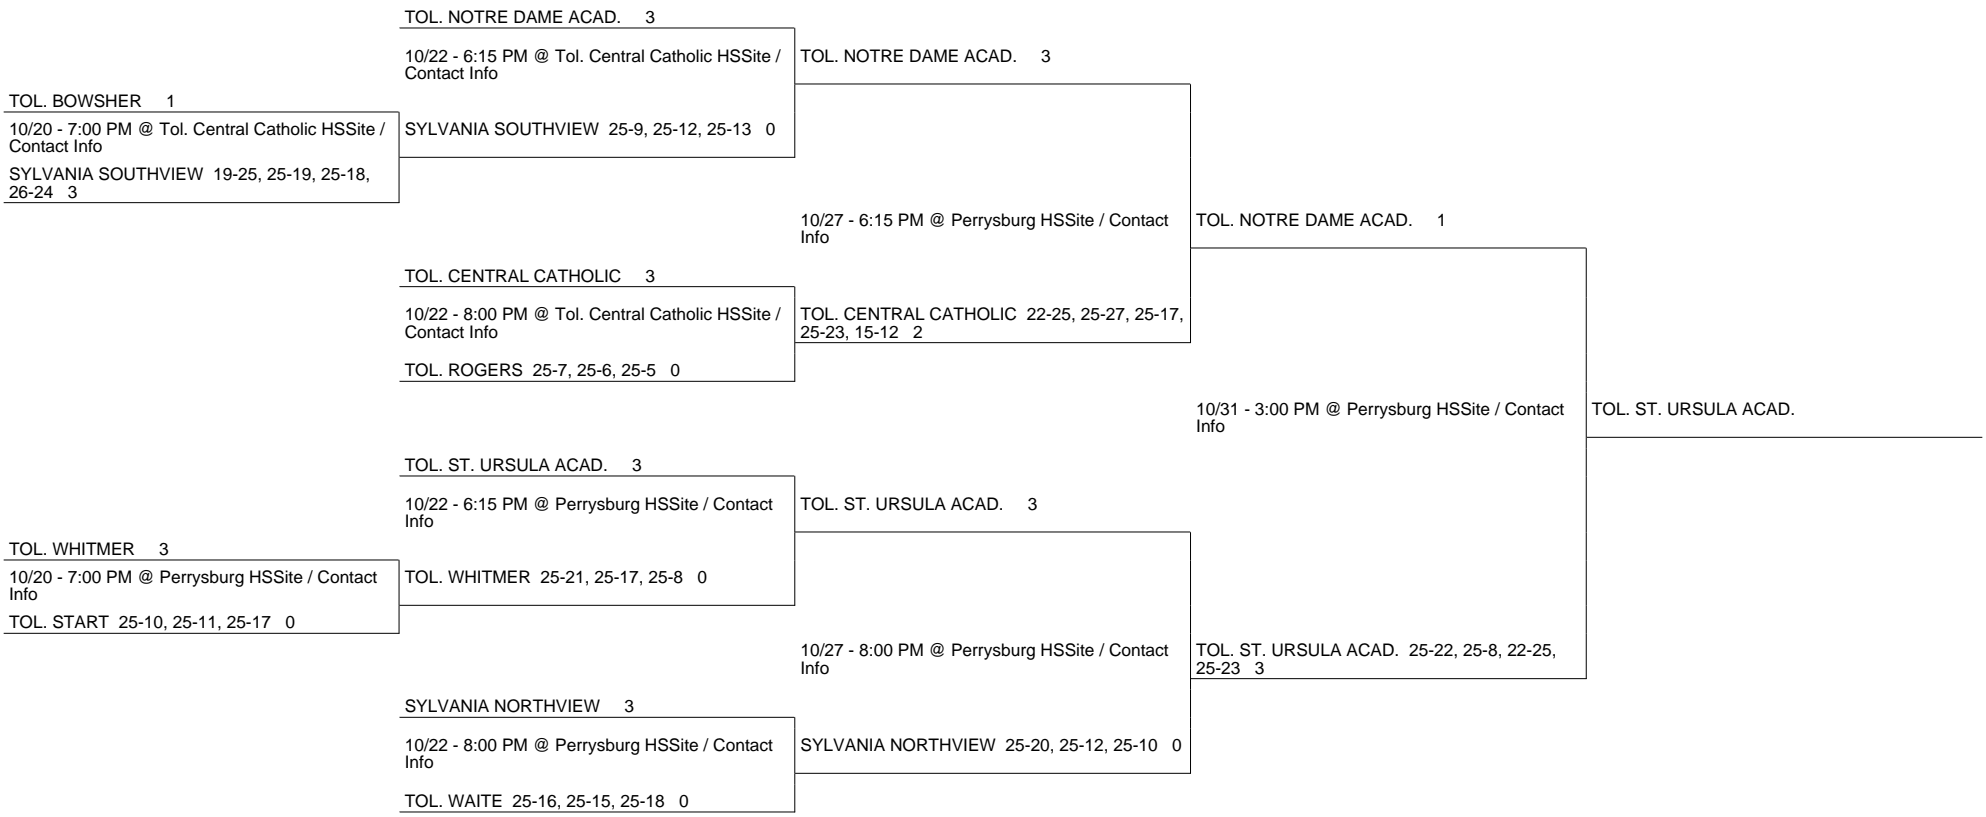 TOL. BOWSHER 1
10/20 - 7:00 PM @ Tol. Central Catholic HSSite /
Contact Info
SYLVANIA SOUTHVIEW 19-25, 25-19, 25-18,
26-24 3
TOL. WHITMER 3
10/20 - 7:00 PM @ Perrysburg HSSite / Contact
Info
TOL. START 25-10, 25-11, 25-17 0
TOL. NOTRE DAME ACAD. 3
10/22 - 6:15 PM @ Tol. Central Catholic HSSite /
Contact Info
SYLVANIA SOUTHVIEW 25-9, 25-12, 25-13 0
TOL. CENTRAL CATHOLIC 3
10/22 - 8:00 PM @ Tol. Central Catholic HSSite /
Contact Info
TOL. ROGERS 25-7, 25-6, 25-5 0
TOL. ST. URSULA ACAD. 3
10/22 - 6:15 PM @ Perrysburg HSSite / Contact
Info
TOL. WHITMER 25-21, 25-17, 25-8 0
SYLVANIA NORTHVIEW 3
10/22 - 8:00 PM @ Perrysburg HSSite / Contact
Info
TOL. WAITE 25-16, 25-15, 25-18 0
TOL. NOTRE DAME ACAD. 3
10/27 - 6:15 PM @ Perrysburg HSSite / Contact
Info
TOL. CENTRAL CATHOLIC 22-25, 25-27, 25-17,
25-23, 15-12 2
TOL. ST. URSULA ACAD. 3
10/27 - 8:00 PM @ Perrysburg HSSite / Contact
Info
SYLVANIA NORTHVIEW 25-20, 25-12, 25-10 0
TOL. NOTRE DAME ACAD. 1
10/31 - 3:00 PM @ Perrysburg HSSite / Contact
Info
TOL. ST. URSULA ACAD. 25-22, 25-8, 22-25,
25-23 3
TOL. ST. URSULA ACAD.